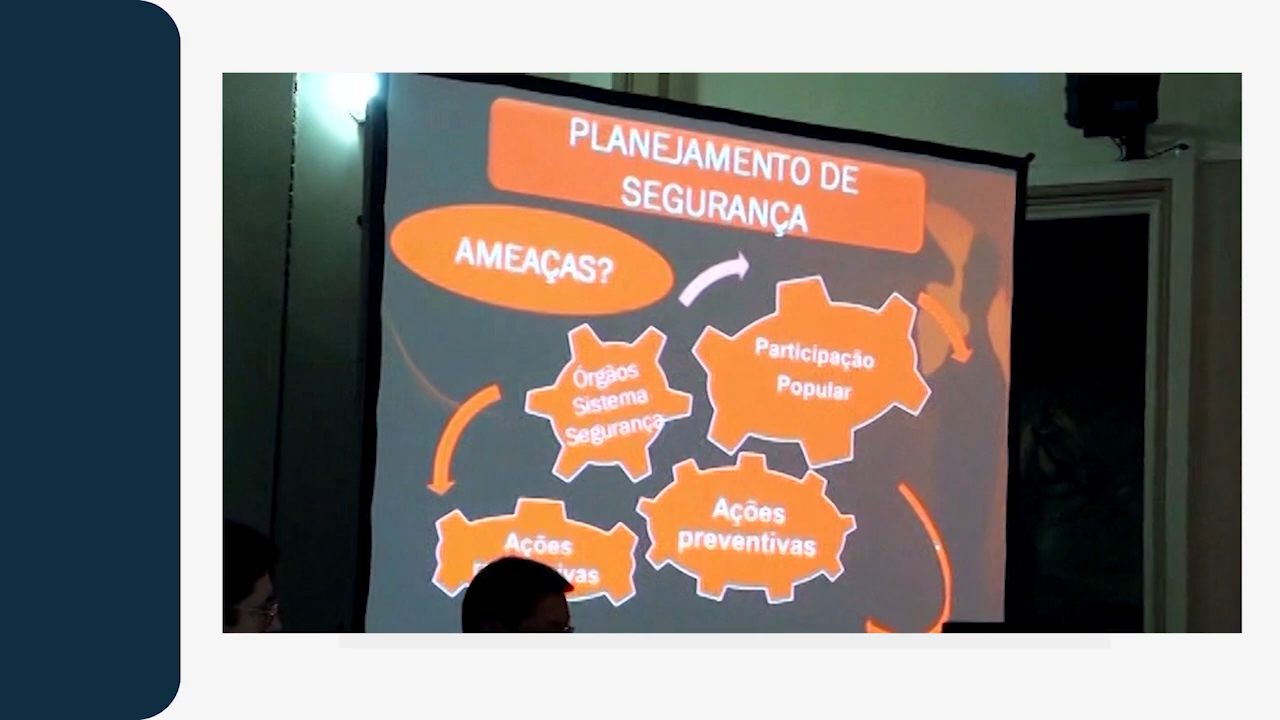 PLANEJAMENTO DE
SEGURANÇA
AMEAÇAS?
Participação
Popular
Órgãos
Sistema
Segurança
Ações
preventivas
Ações